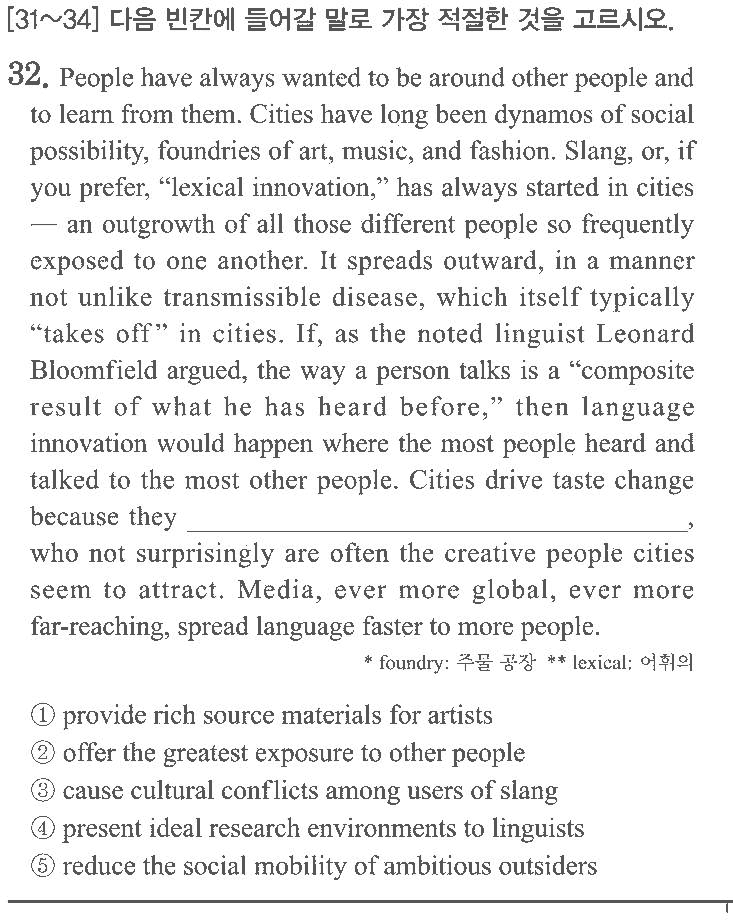 [31~34] 다음 빈칸에 들어갈 말로 가장 적절한 것을 고르시오.
32. People have always wanted to be around other people and
to learn from them. Cities have long been dynamos of social
possibility, foundries of art, music, and fashion. Slang, or, if
you prefer, “lexical innovation,” has always started in cities
— an outgrowth of all those different people so frequently
exposed to one another. It spreads outward, in a manner
not unlike transmissible disease, which itself typically
“takes off” in cities. If, as the noted linguist Leonard
Bloomfield argued, the way a person talks is a “composite
result of what he has heard before,” then language
innovation would happen where the most people heard and
talked to the most other people. Cities drive taste change
because they ______________________________,
who not surprisingly are often the creative people cities
seem to attract. Media, ever more global, ever more
far-reaching, spread language faster to more people.
* foundry: 주물 공장 ** lexical: 어휘의
① provide rich source materials for artists
② offer the greatest exposure to other people
③ cause cultural conflicts among users of slang
④ present ideal research environments to linguists
⑤ reduce the social mobility of ambitious outsiders